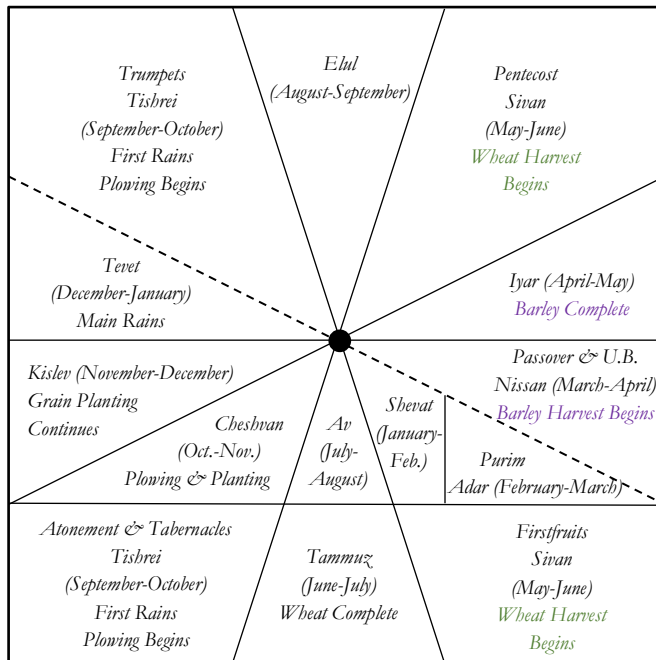 Trumpets
Tishrei
(September-October)
First Rains
Plowing Begins
Elul
(August-September)
Pentecost
Sivan
(May-June)
Wheat Harvest
Begins
Tevet
(December-January)
Main Rains
Iyar (April-May)
Barley Complete
Kislev (November-December)
Grain Planting
Continues
Cheshvan
(Oct.-Nov.)
Plowing & Planting
Av
(July-
August)
Shevat
(January-
Feb.)
Passover & U.B.
Nissan (March-April)
Barley Harvest Begins
Purim
Adar (February-March)
Atonement & Tabernacles
Tishrei
(September-October)
First Rains
Plowing Begins
Tammuz
(June-July)
Wheat Complete
Firstfruits
Sivan
(May-June)
Wheat Harvest
Begins